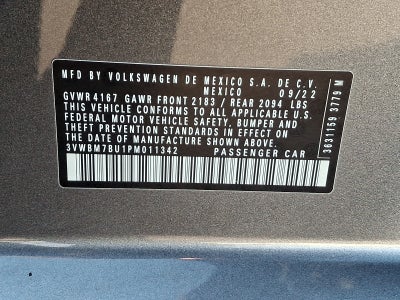 MFD BY VOLKSWAGEN DE MEXICO S.A. DE C.V.
MEXICO 09/22
GVWR 4167 GAWR FRONT 2183 / REAR 2094 LBS
THIS VEHICLE CONFORMS TO ALL APPLICABLE U.S.
FEDERAL MOTOR VEHICLE SAFETY, BUMPER AND
THEFT PREVENTION STANDARDS IN EFFECT ON
THE DATE OF MANUFACTURE SHOWN ABOVE.
3VWBM7BU1PM011342 PASSENGER CAR
3631159 3779 M